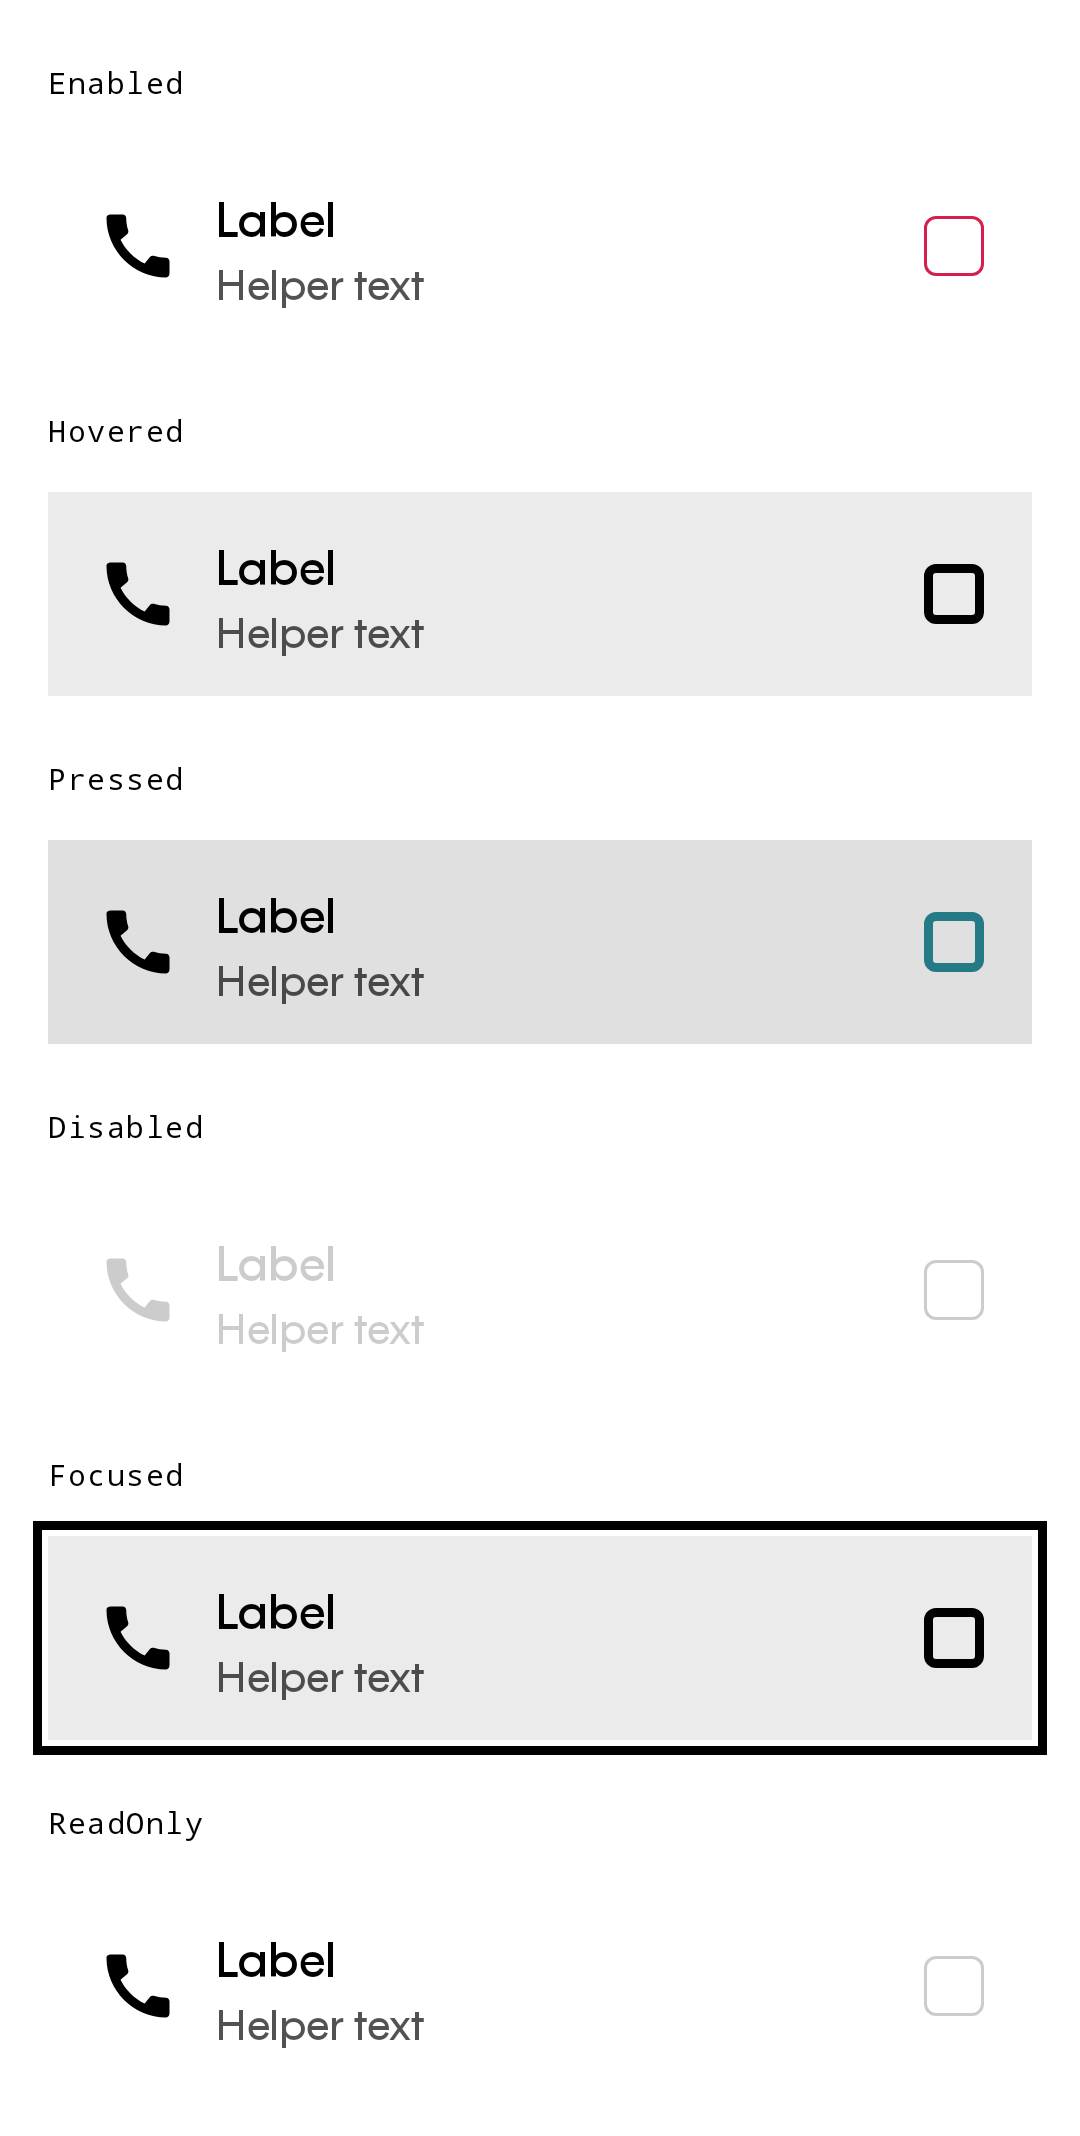 Enabled
Label
Helper text
Hovered
Label
Helper text
Pressed
Label
Helper text
Disabled
Label
Helper text
Focused
Label
Helper text
ReadOnly
Label
Helper text